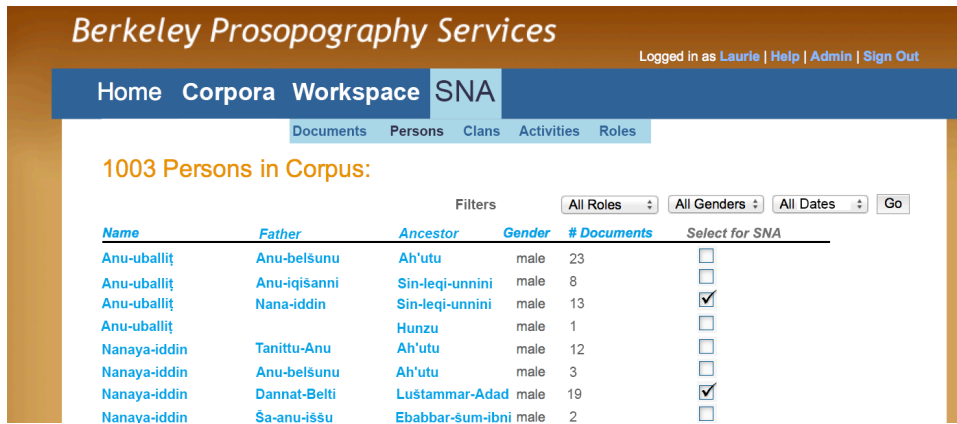 Berkeley Prosopography Services
Logged in as Laurie | Help | Admin | Sign Out
Home Corpora Workspace SNA
Documents Persons Clans Activities Roles
1003 Persons in Corpus:
Filters All Roles All Genders All Dates Go
Name Father Ancestor Gender # Documents Select for SNA
Anu-uballiṭ Anu-belšunu Ah'utu male 23
Anu-uballiṭ Anu-iqišanni Sin-leqi-unnini male 8
Anu-uballiṭ Nana-iddin Sin-leqi-unnini male 13
Anu-uballiṭ Hunzu male 1
Nanaya-iddin Tanittu-Anu Ah'utu male 12
Nanaya-iddin Anu-belšunu Ah'utu male 3
Nanaya-iddin Dannat-Belti Luštammar-Adad male 19
Nanaya-iddin Ša-anu-iššu Ebabbar-šum-ibni male 2